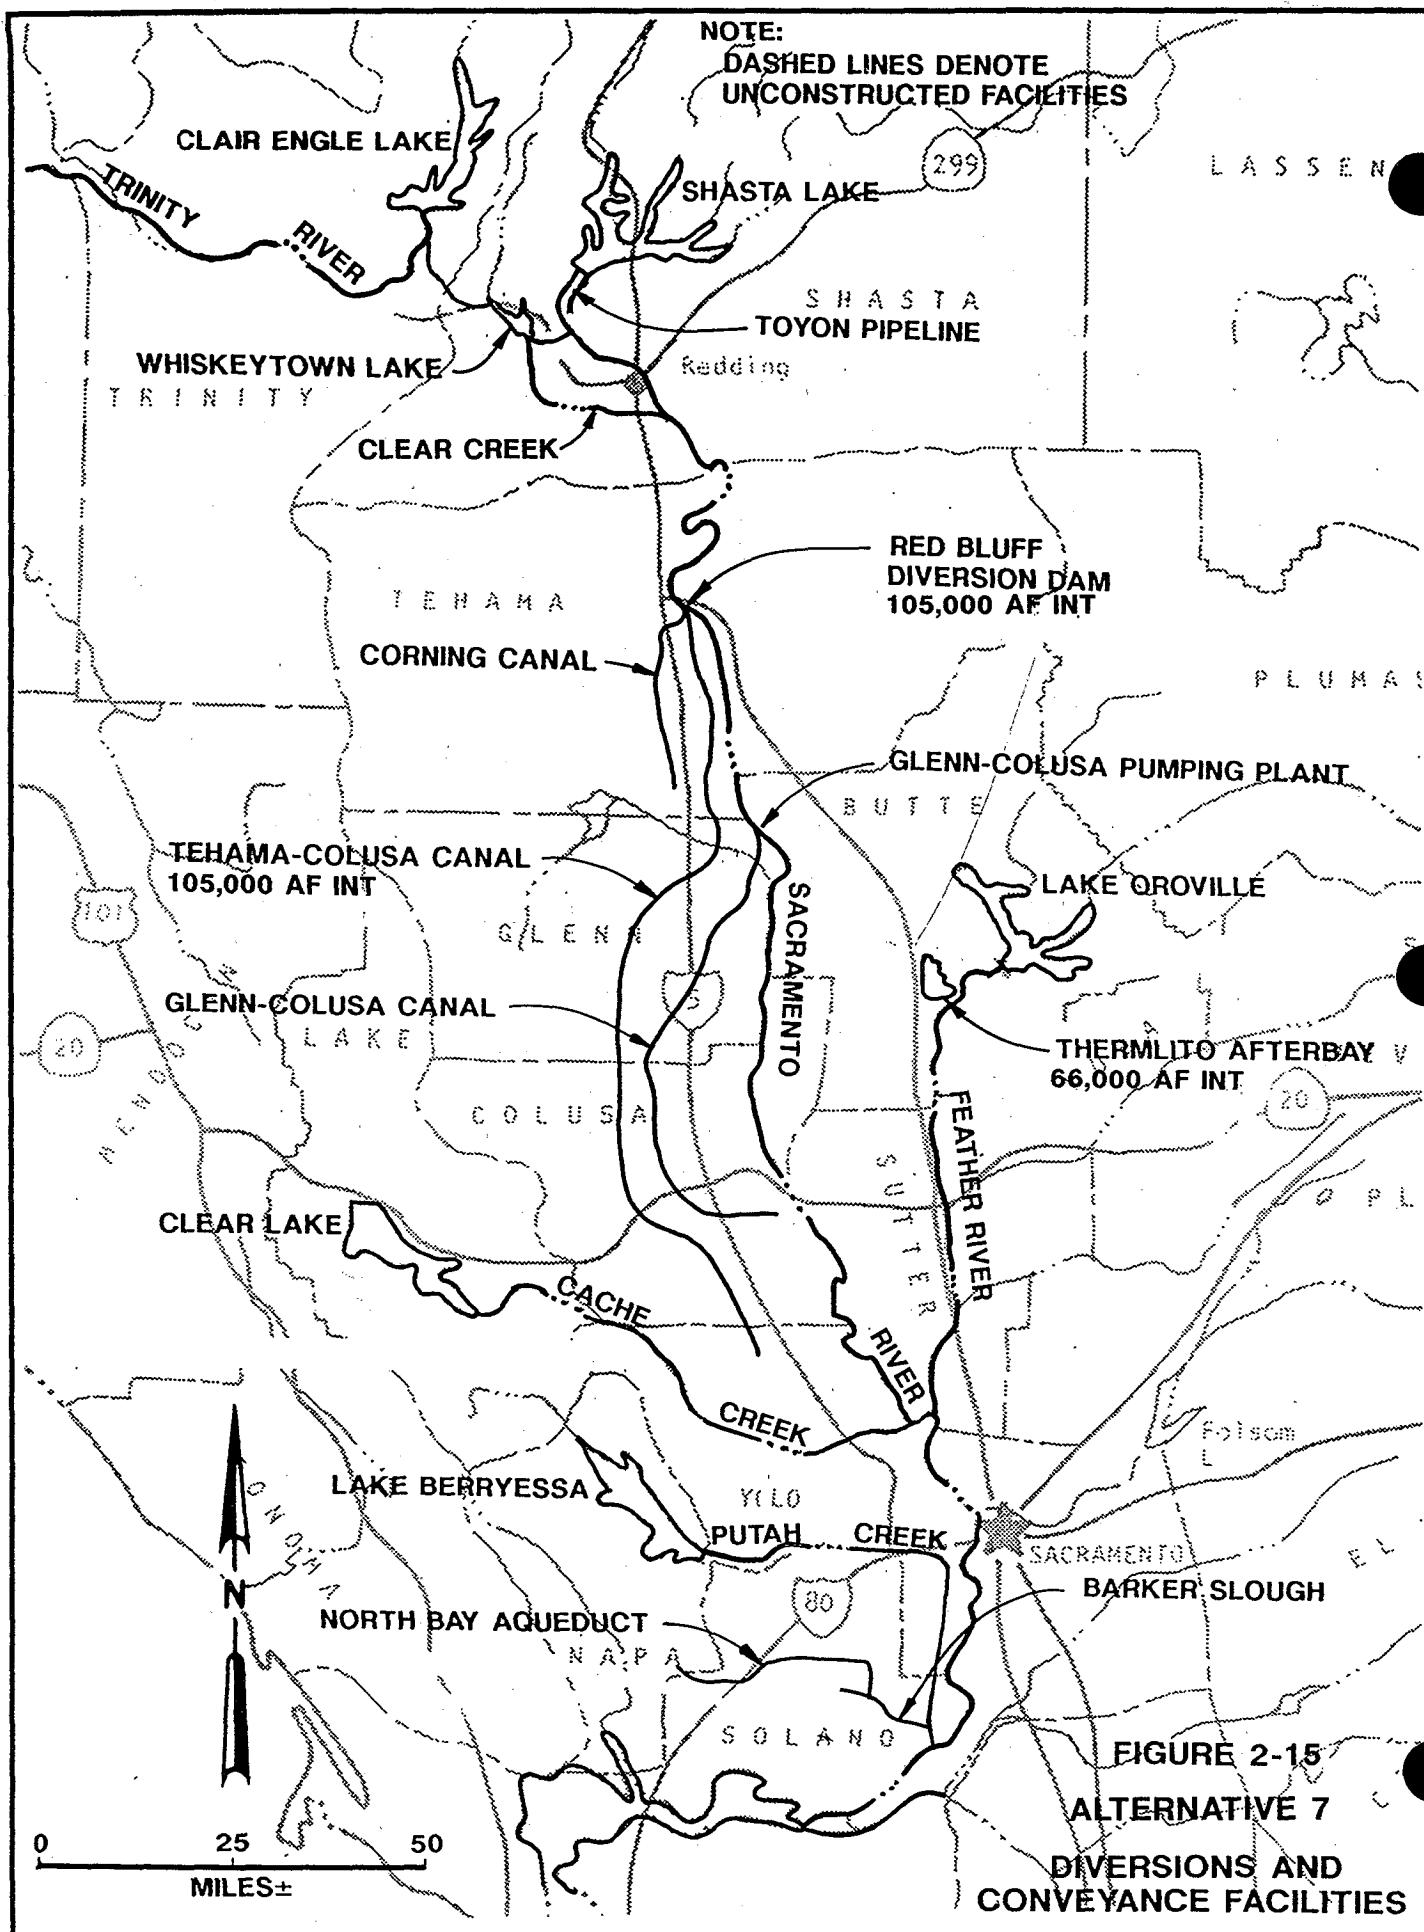 NOTE:
DASHED LINES DENOTE
UNCONSTRUCTED FACILITIES
CLAIR ENGLE LAKE
299
LASSEN
TRINITY
RIVER
SHASTA LAKE
SHASTA
TOYON PIPELINE
WHISKEYTOWN LAKE
Redding
TRINITY
CLEAR CREEK
RED BLUFF
DIVERSION DAM
105,000 AF INT
TEHAMA
CORNING CANAL
PLUMAS
GLENN-COLUSA PUMPING PLANT
BUTTE
TEHAMA-COLUSA CANAL
105,000 AF INT
LAKE OROVILLE
101
SACRAMENTO
GLENN
GLENN-COLUSA CANAL
5
20
LAKE
MENDOCIN
THERMLITO AFTERBAY
66,000 AF INT
V
20
COLUSA
FEATHER RIVER
SUTTER
PL
CLEAR LAKE
CACHE
RIVER
CREEK
Folsom
L
LAKE BERRYESSA
YOLO
PUTAH CREEK
SACRAMENTO
EL
ONOMA
N
80
BARKER SLOUGH
NORTH BAY AQUEDUCT
NAPA
SOLANO
FIGURE 2-15
ALTERNATIVE 7
DIVERSIONS AND
CONVEYANCE FACILITIES
0 25 50
MILES±